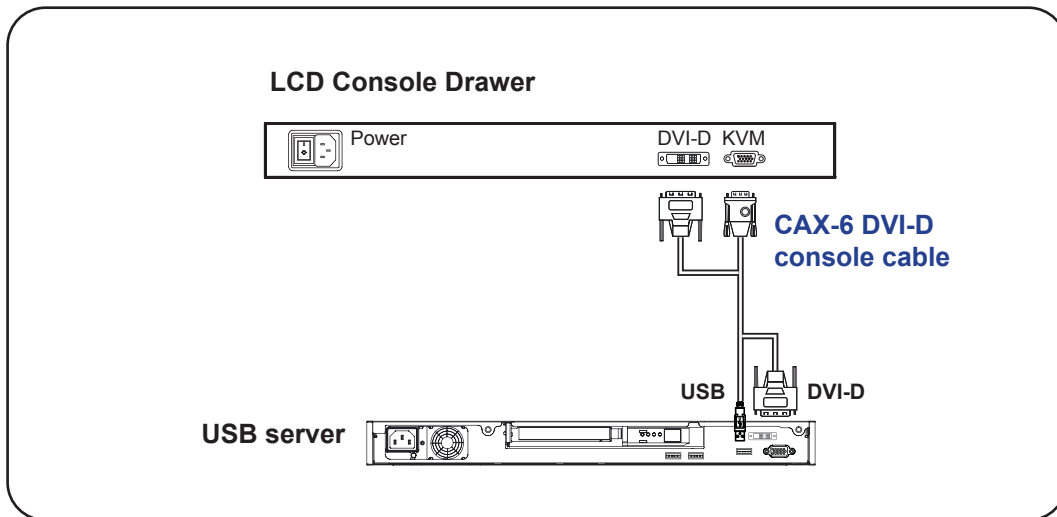 LCD Console Drawer
Power
DVI-D KVM
CAX-6 DVI-D
console cable
USB
DVI-D
USB server